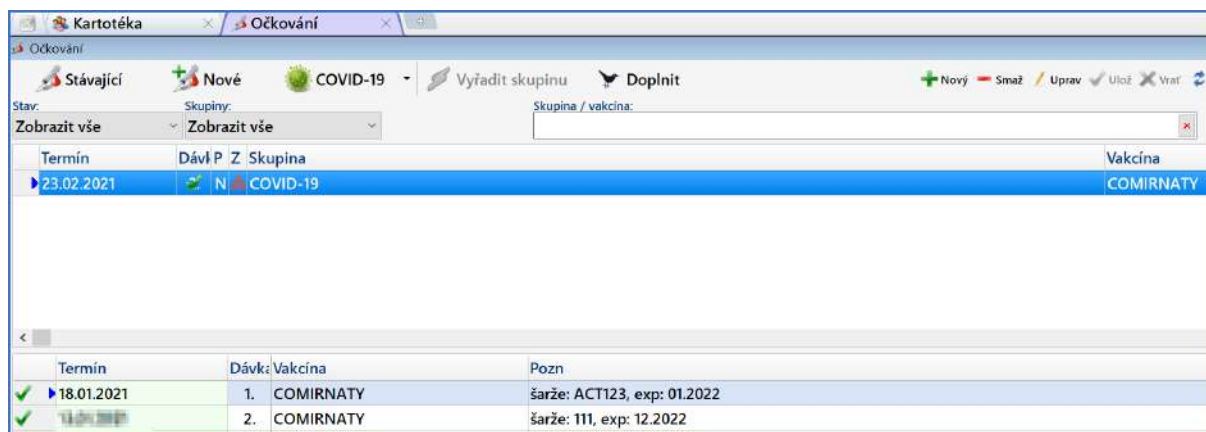 Kartotéka Očkování
Očkování
Stávající Nové COVID-19 Vyřadit skupinu Doplnit Nový Smaž Uprav Ulož Vrať
Stav: Skupiny: Skupina / vakcína:
Zobrazit vše Zobrazit vše
Termín Dávk P Z Skupina Vakcína
23.02.2021 N COVID-19 COMIRNATY
Termín Dávka Vakcína Pozn
18.01.2021 1. COMIRNATY šarže: ACT123, exp: 01.2022
2. COMIRNATY šarže: 111, exp: 12.2022